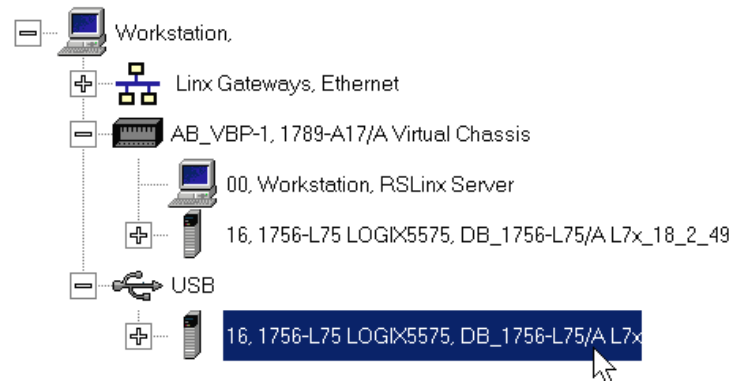 Workstation,
Linx Gateways, Ethernet
AB_VBP-1, 1789-A17/A Virtual Chassis
00, Workstation, RSLinx Server
16, 1756-L75 LOGIX5575, DB_1756-L75/A L7x_18_2_49
USB
16, 1756-L75 LOGIX5575, DB_1756-L75/A L7x